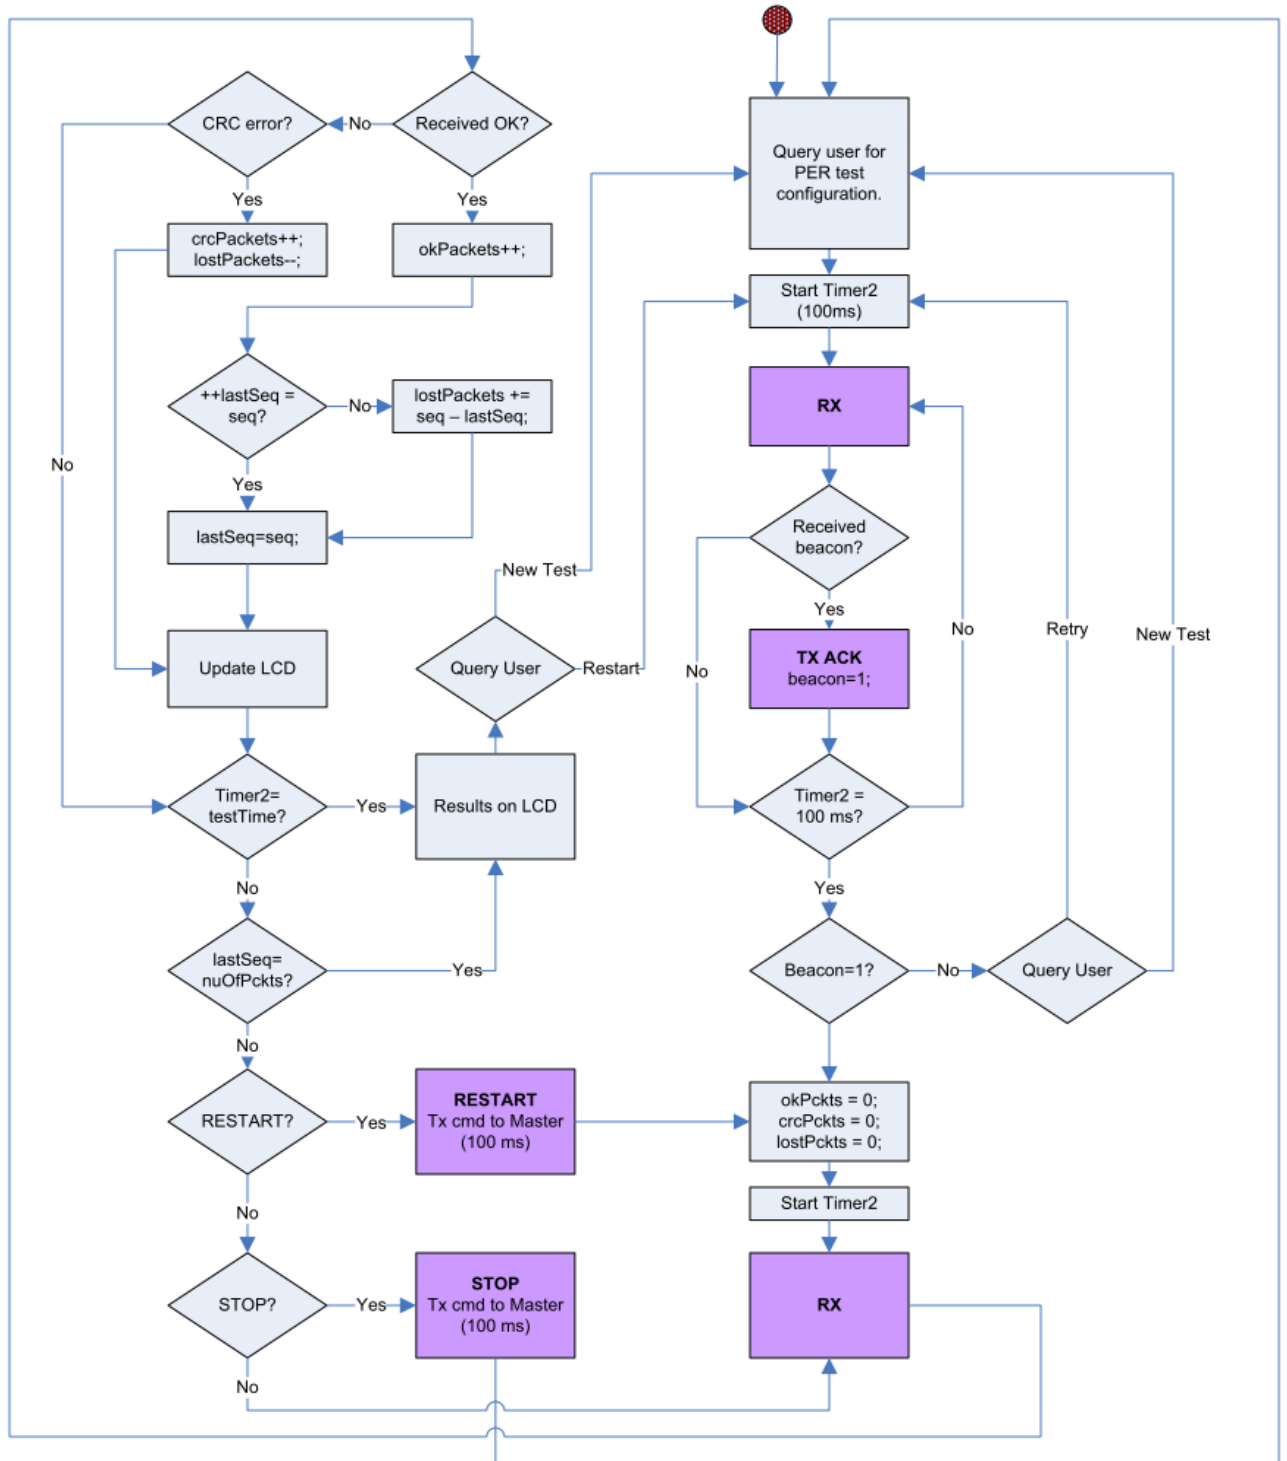 CRC error?
No
Received OK?
Yes
Yes
crcPackets++;
lostPackets--;
okPackets++;
++lastSeq =
seq?
No
lostPackets +=
seq – lastSeq;
No
Yes
lastSeq=seq;
New Test
Update LCD
Query User
Restart
Timer2=
testTime?
Yes
Results on LCD
No
lastSeq=
nuOfPckts?
Yes
No
RESTART?
Yes
RESTART
Tx cmd to Master
(100 ms)
No
STOP?
Yes
STOP
Tx cmd to Master
(100 ms)
No
Query user for
PER test
configuration.
Start Timer2
(100ms)
RX
Received
beacon?
Yes
No
TX ACK
beacon=1;
No
Retry
New Test
Timer2 =
100 ms?
Yes
Beacon=1?
No
Query User
okPckts = 0;
crcPckts = 0;
lostPckts = 0;
Start Timer2
RX